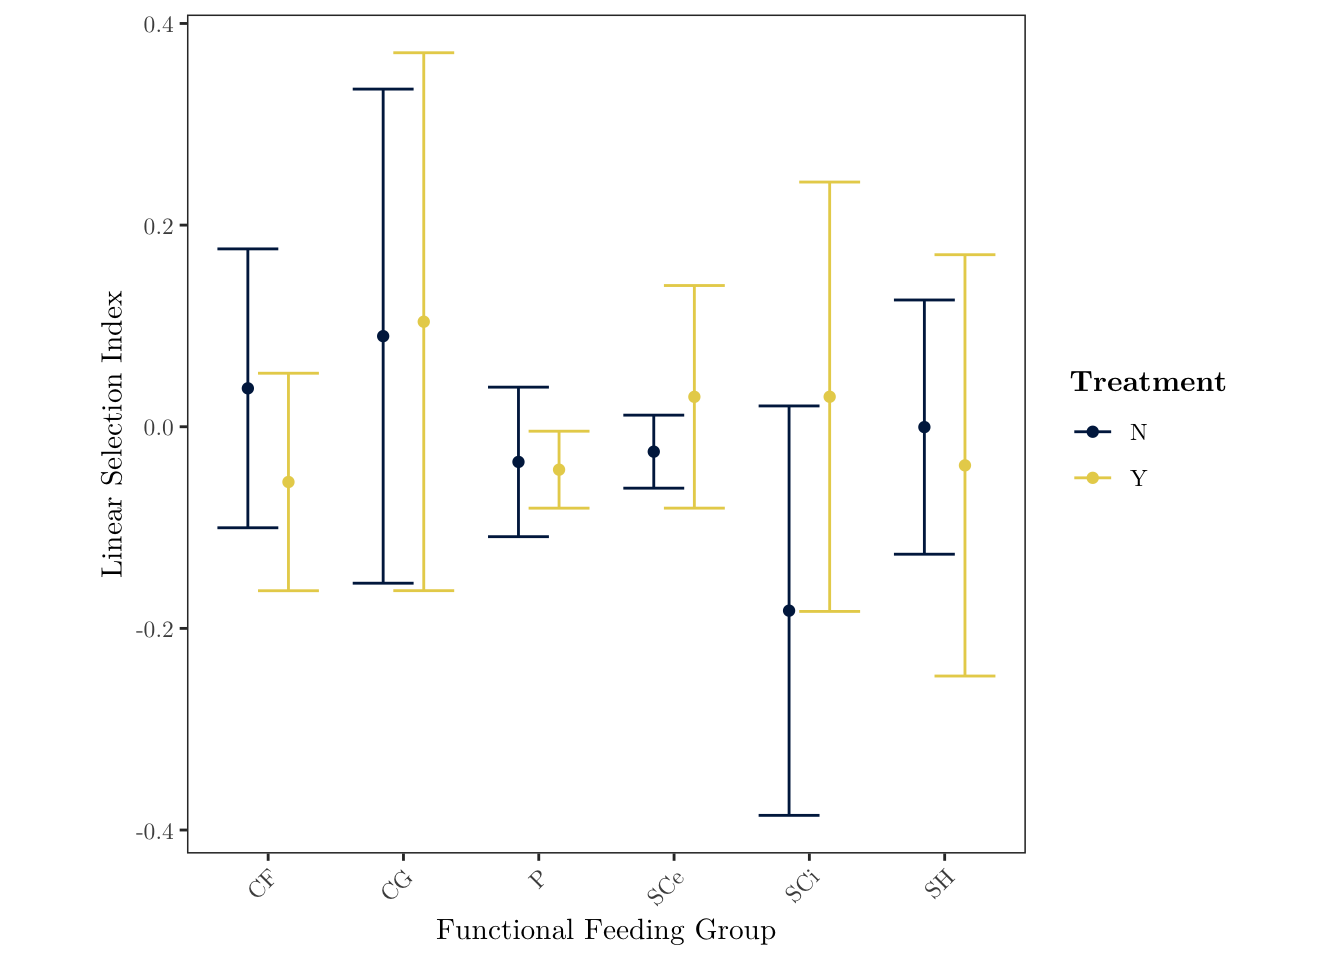 0.4
0.2
0.0
-0.2
-0.4
Linear Selection Index
CF
CG
P
SCe
SCi
SH
Functional Feeding Group
Treatment
N
Y